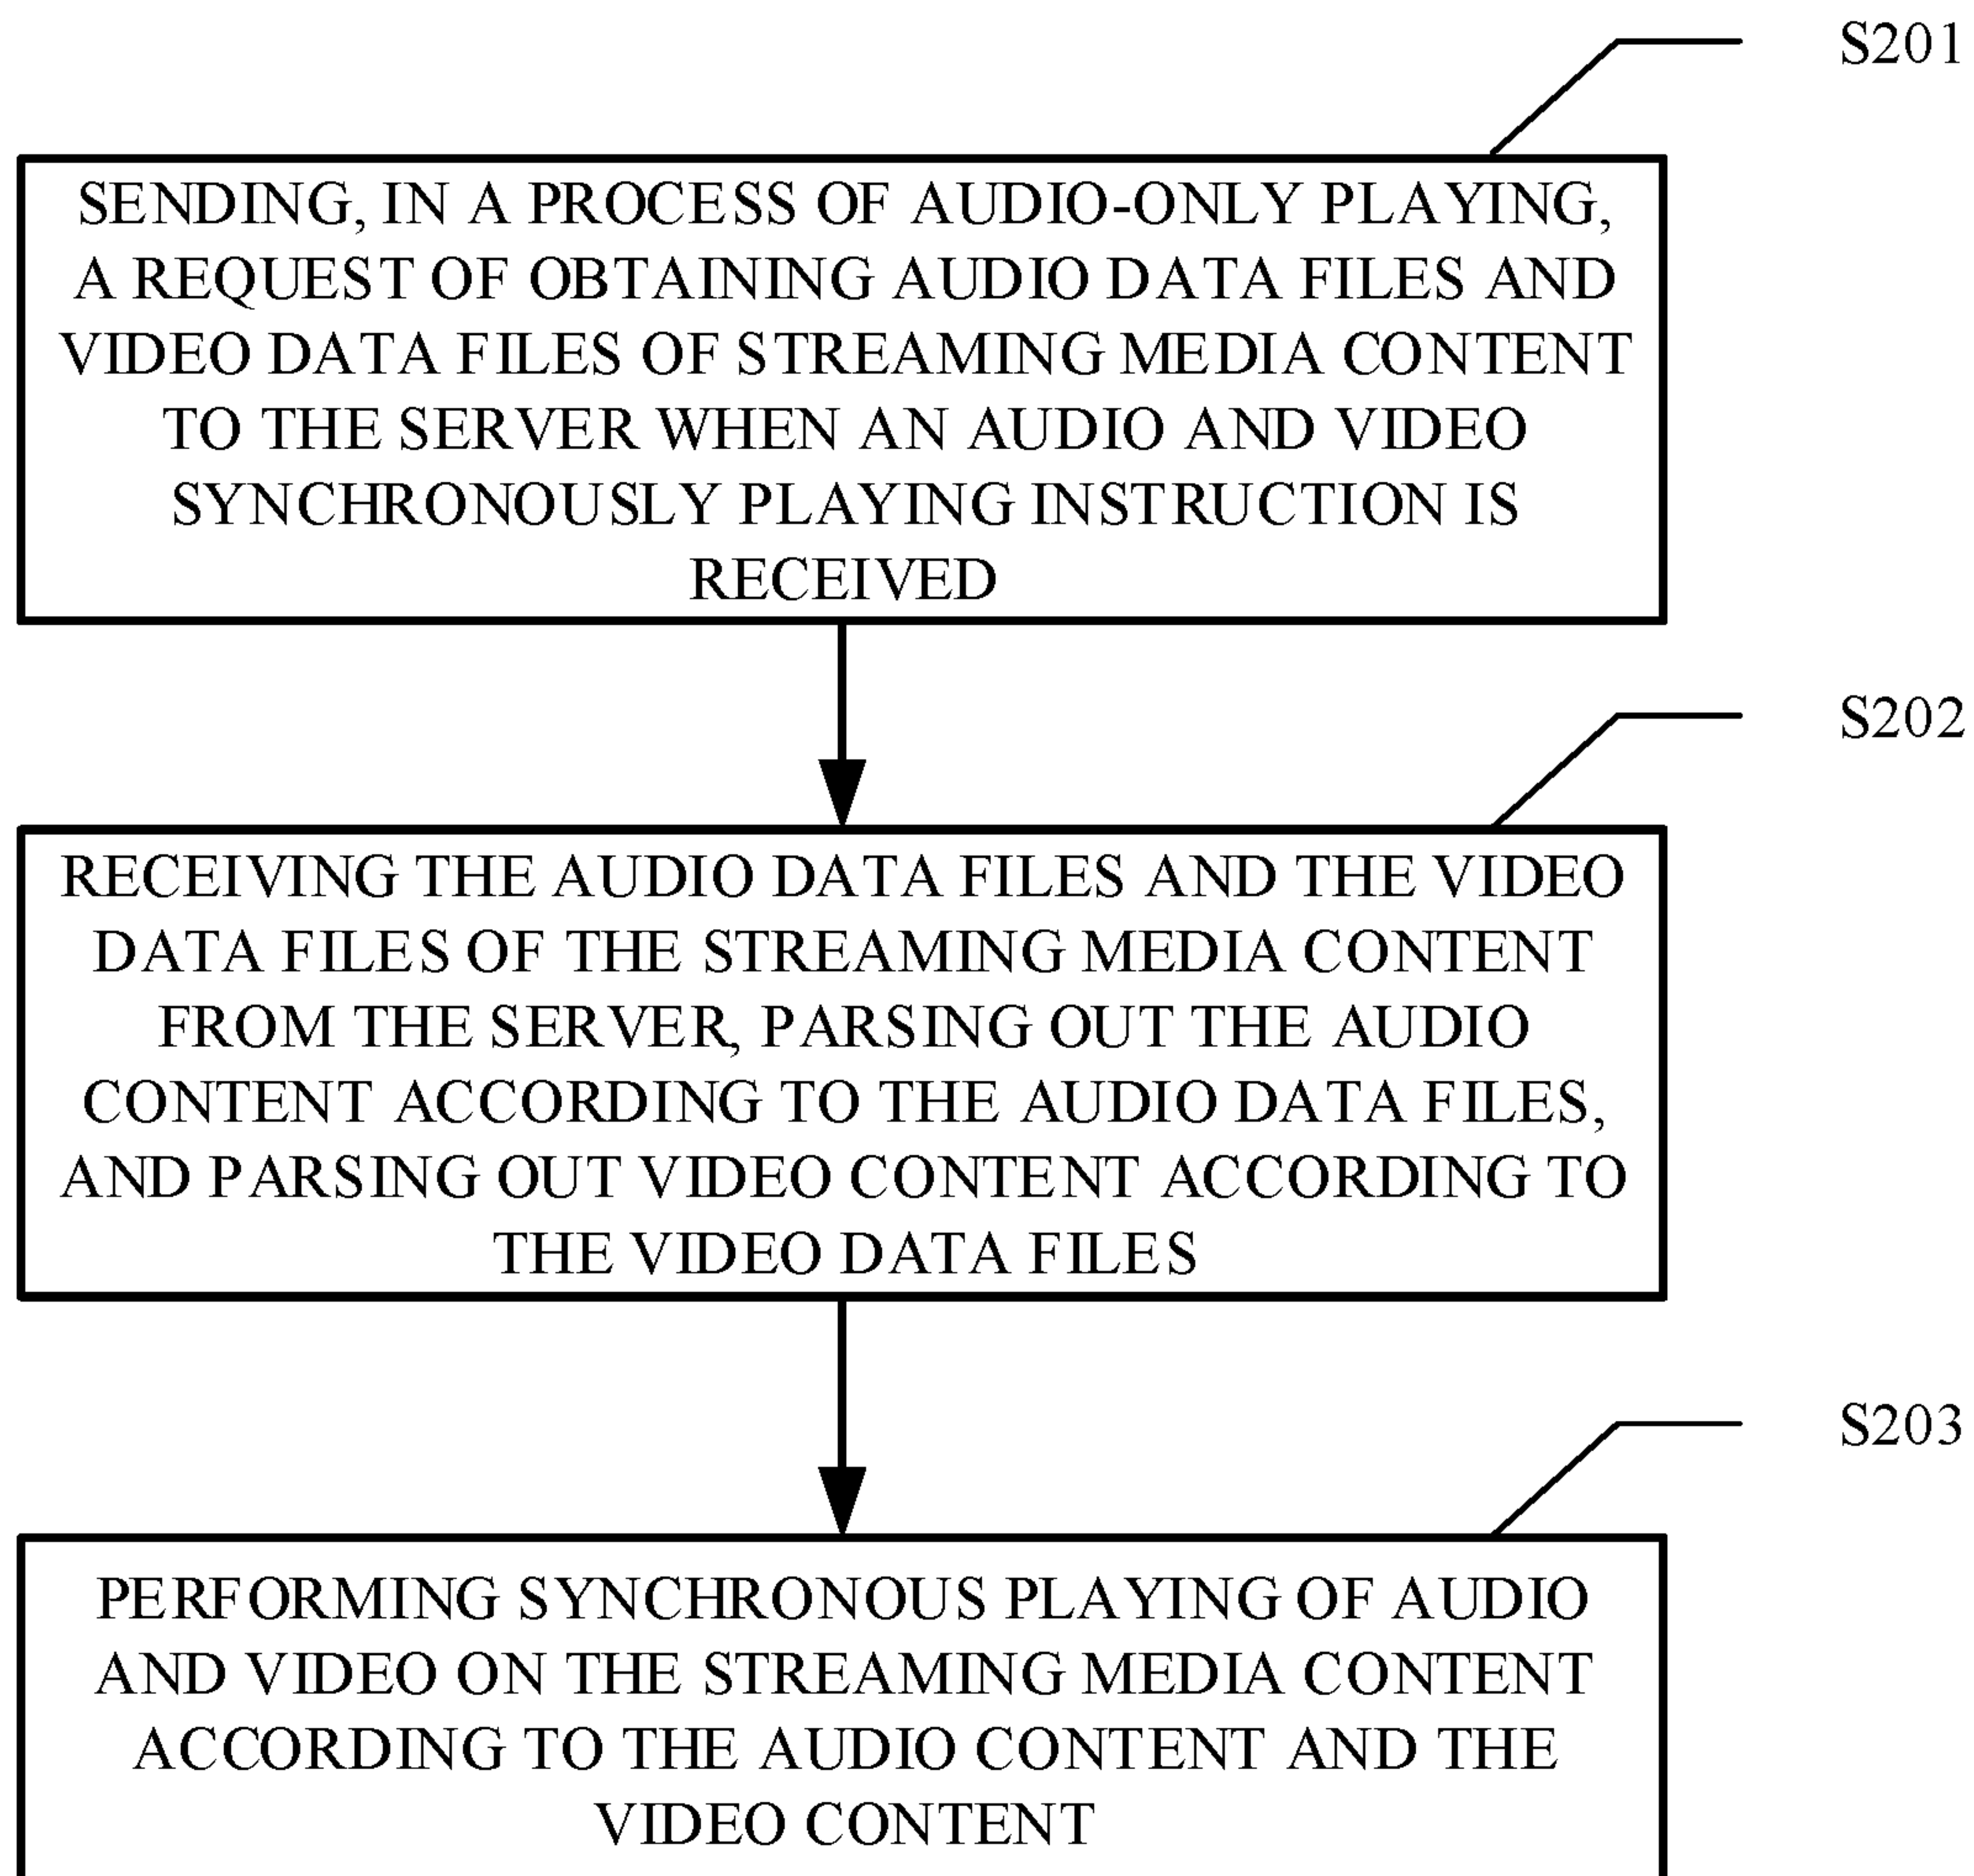 S201
SENDING, IN A PROCESS OF AUDIO-ONLY PLAYING,
A REQUEST OF OBTAINING AUDIO DATA FILES AND
VIDEO DATA FILES OF STREAMING MEDIA CONTENT
TO THE SERVER WHEN AN AUDIO AND VIDEO
SYNCHRONOUSLY PLAYING INSTRUCTION IS
RECEIVED
S202
RECEIVING THE AUDIO DATA FILES AND THE VIDEO
DATA FILES OF THE STREAMING MEDIA CONTENT
FROM THE SERVER, PARSING OUT THE AUDIO
CONTENT ACCORDING TO THE AUDIO DATA FILES,
AND PARSING OUT VIDEO CONTENT ACCORDING TO
THE VIDEO DATA FILES
S203
PERFORMING SYNCHRONOUS PLAYING OF AUDIO
AND VIDEO ON THE STREAMING MEDIA CONTENT
ACCORDING TO THE AUDIO CONTENT AND THE
VIDEO CONTENT